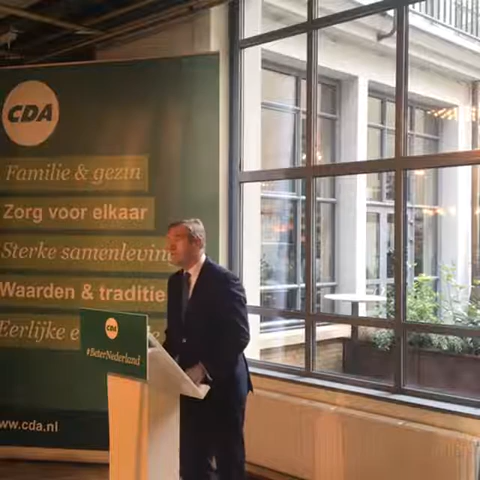 CDA
Familie & gezin
Zorg voor elkaar
Sterke samenlevin
Waarden & traditie
Eerlijke e
CDA
#BeterNederland
www.cda.nl